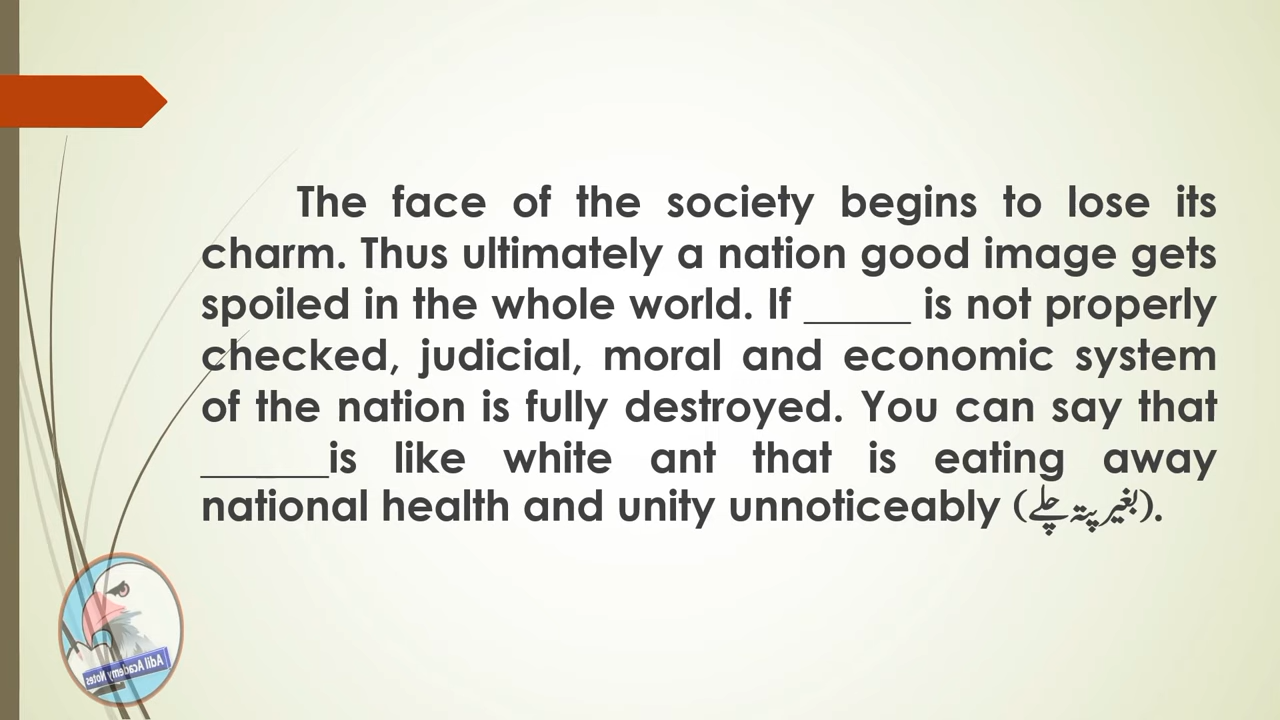 The face of the society begins to lose its
charm. Thus ultimately a nation good image gets
spoiled in the whole world. If _____ is not properly
checked, judicial, moral and economic system
of the nation is fully destroyed. You can say that
______is like white ant that is eating away
national health and unity unnoticeably (بغیر پتہ چلے).
Adil Academy Notes